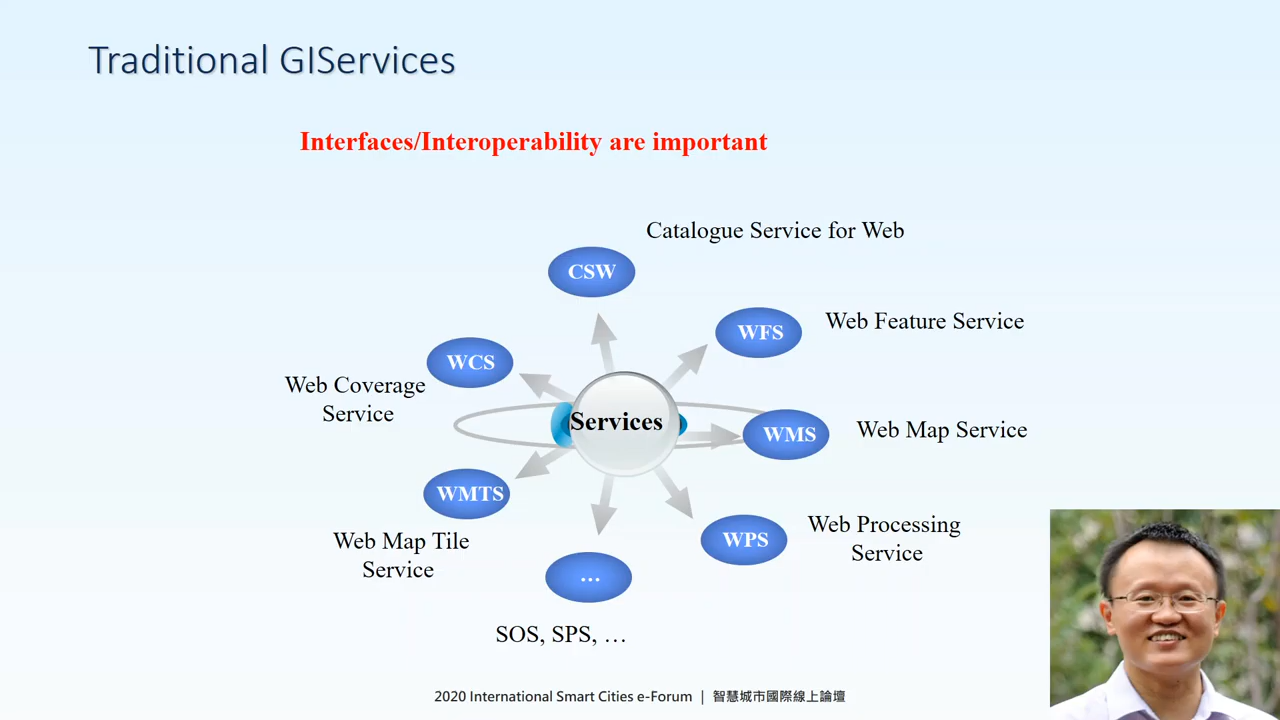 Traditional GIServices
Interfaces/Interoperability are important
Catalogue Service for Web
CSW
WFS
Web Feature Service
WCS
Web Coverage
Service
Services
WMS
Web Map Service
WMTS
Web Map Tile
Service
WPS
Web Processing
Service
...
SOS, SPS, …
2020 International Smart Cities e-Forum | 智慧城市國際線上論壇